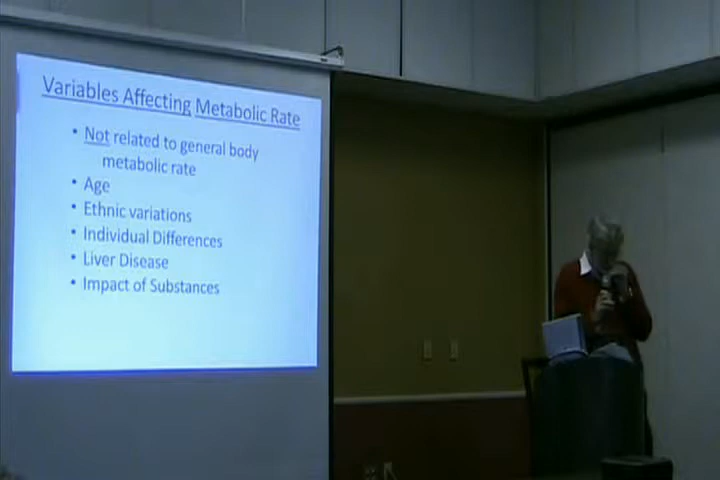 Variables Affecting Metabolic Rate
• Not related to general body
metabolic rate
• Age
• Ethnic variations
• Individual Differences
• Liver Disease
• Impact of Substances